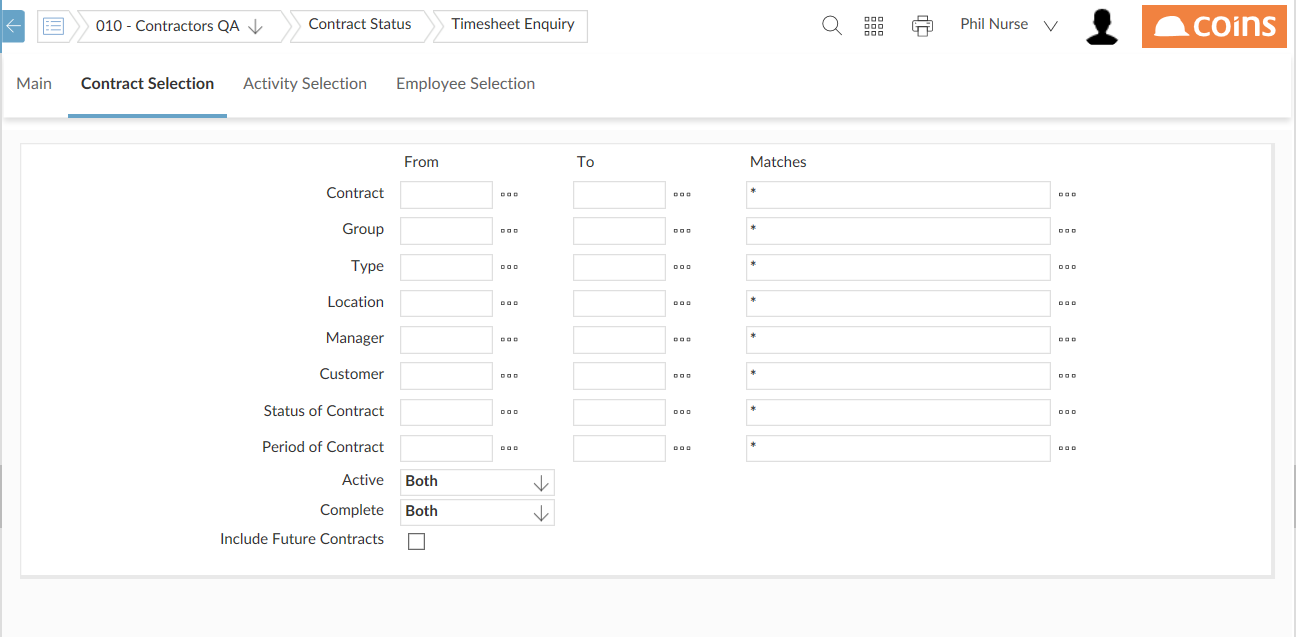 010 - Contractors QA Contract Status Timesheet Enquiry Phil Nurse coins
Main Contract Selection Activity Selection Employee Selection
From To Matches
Contract *
Group *
Type *
Location *
Manager *
Customer *
Status of Contract *
Period of Contract *
Active Both
Complete Both
Include Future Contracts